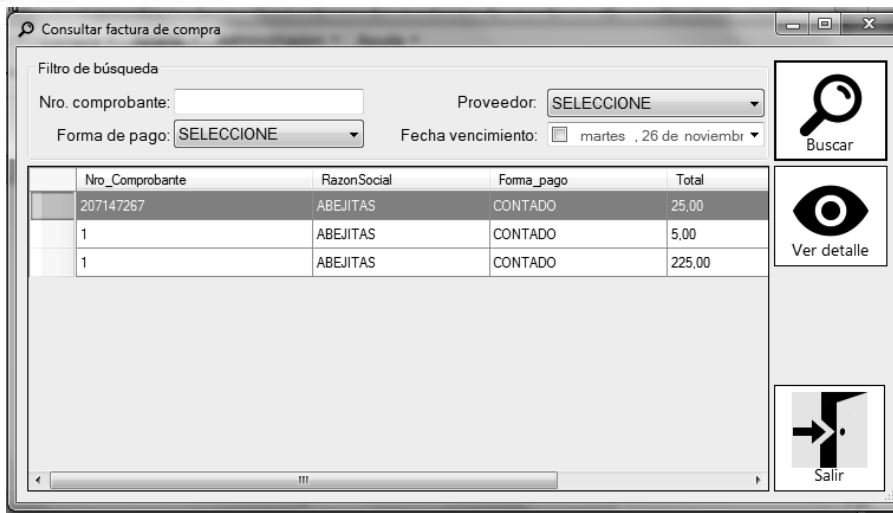 Consultar factura de compra
Filtro de búsqueda
Nro. comprobante:
Proveedor: SELECCIONE
Forma de pago: SELECCIONE
Fecha vencimiento: martes , 26 de noviembr
Buscar
Nro_Comprobante RazonSocial Forma_pago Total
207147267 ABEJITAS CONTADO 25,00
1 ABEJITAS CONTADO 5,00
1 ABEJITAS CONTADO 225,00
Ver detalle
Salir